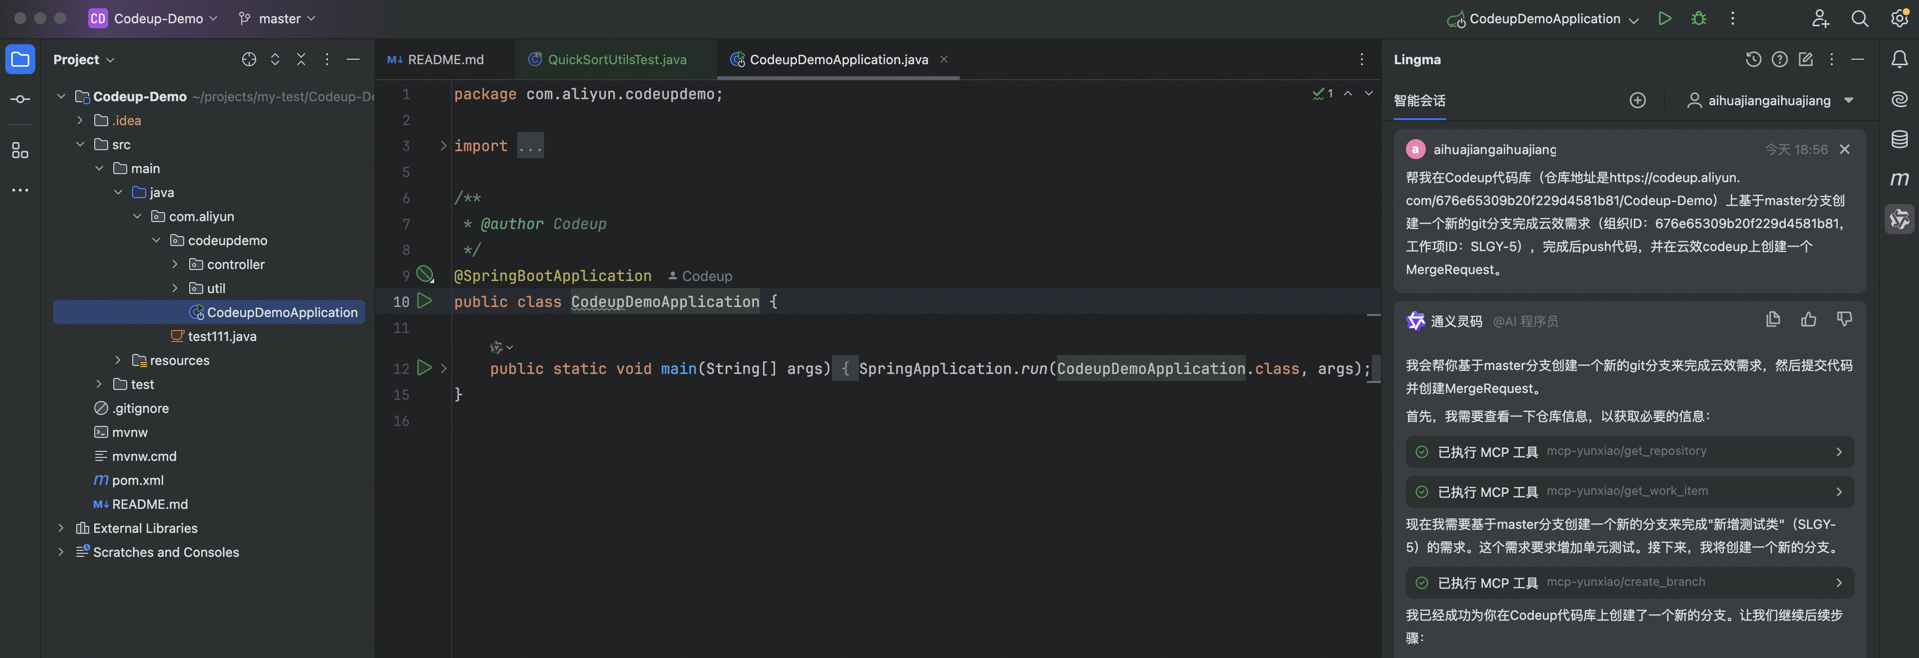 CD Codeup-Demo master CodeupDemoApplication
Project
Codeup-Demo ~/projects/my-test/Codeup-De
.idea
src
main
java
com.aliyun
codeupdemo
controller
util
CodeupDemoApplication
test111.java
resources
test
.gitignore
mvnw
mvnw.cmd
m pom.xml
M↓ README.md
External Libraries
Scratches and Consoles
M↓ README.md QuickSortUtilsTest.java CodeupDemoApplication.java
1 package com.aliyun.codeupdemo; 1
2
3 import ...
5
6 /**
7 * @author Codeup
8 */
9 @SpringBootApplication Codeup
10 public class CodeupDemoApplication {
11
12 public static void main(String[] args) { SpringApplication.run(CodeupDemoApplication.class, args);
15 }
16
Lingma
智能会话 aihuajiangaihuajiang
a aihuajiangaihuajiang 今天 18:56
帮我在Codeup代码库（仓库地址是https://codeup.aliyun.
com/676e65309b20f229d4581b81/Codeup-Demo）上基于master分支创
建一个新的git分支完成云效需求（组织ID：676e65309b20f229d4581b81，
工作项ID：SLGY-5），完成后push代码，并在云效codeup上创建一个
MergeRequest。
通义灵码 @AI 程序员
我会帮你基于master分支创建一个新的git分支来完成云效需求，然后提交代码
并创建MergeRequest。
首先，我需要查看一下仓库信息，以获取必要的信息：
已执行 MCP 工具 mcp-yunxiao/get_repository
已执行 MCP 工具 mcp-yunxiao/get_work_item
现在我需要基于master分支创建一个新的分支来完成"新增测试类"（SLGY-
5）的需求。这个需求要求增加单元测试。接下来，我将创建一个新的分支。
已执行 MCP 工具 mcp-yunxiao/create_branch
我已经成功为你在Codeup代码库上创建了一个新的分支。让我们继续后续步
骤：
m